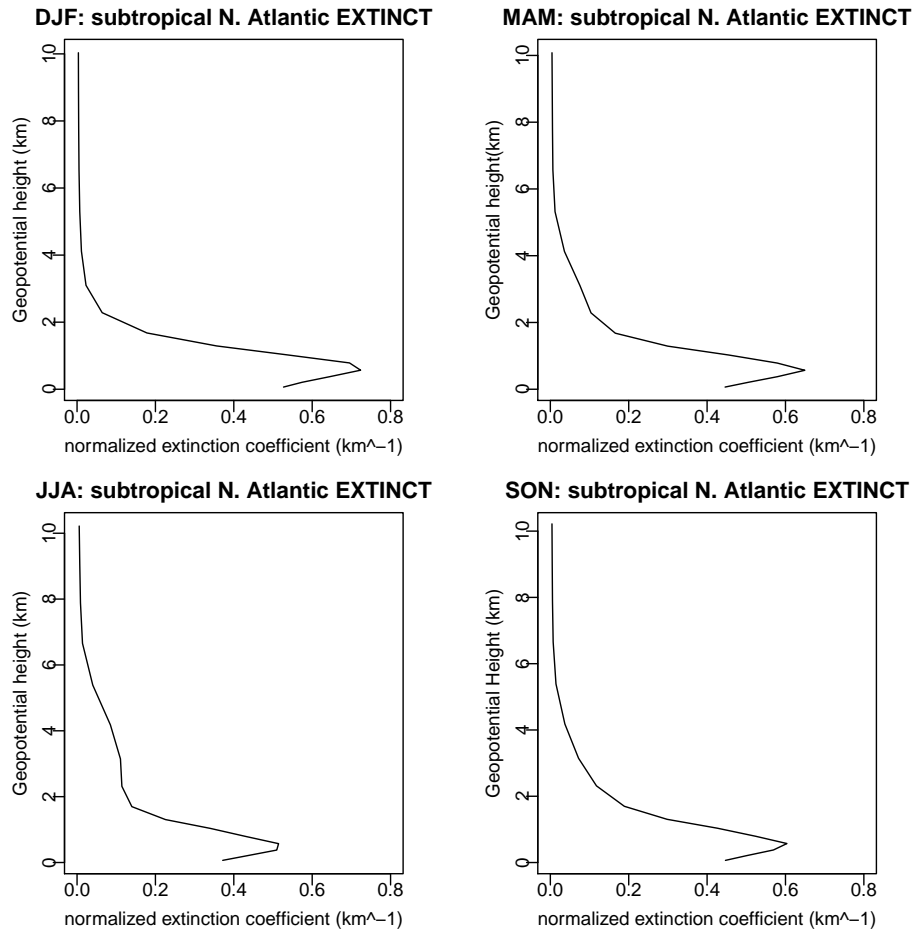 DJF: subtropical N. Atlantic EXTINCT
Geopotential height (km)
10
8
6
4
2
0
0.0 0.2 0.4 0.6 0.8
normalized extinction coefficient (km^−1)
MAM: subtropical N. Atlantic EXTINCT
Geopotential height(km)
10
8
6
4
2
0
0.0 0.2 0.4 0.6 0.8
normalized extinction coefficient (km^−1)
JJA: subtropical N. Atlantic EXTINCT
Geopotential height (km)
10
8
6
4
2
0
0.0 0.2 0.4 0.6 0.8
normalized extinction coefficient (km^−1)
SON: subtropical N. Atlantic EXTINCT
Geopotential Height (km)
10
8
6
4
2
0
0.0 0.2 0.4 0.6 0.8
normalized extinction coefficient (km^−1)